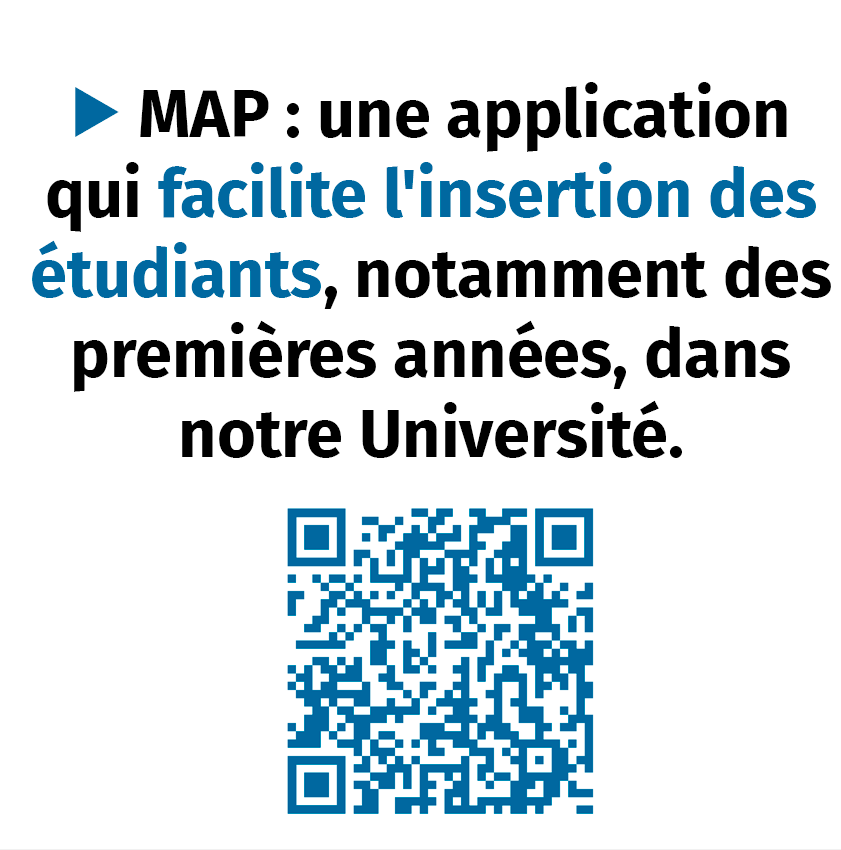 ▶ MAP : une application
qui facilite l'insertion des
étudiants, notamment des
premières années, dans
notre Université.